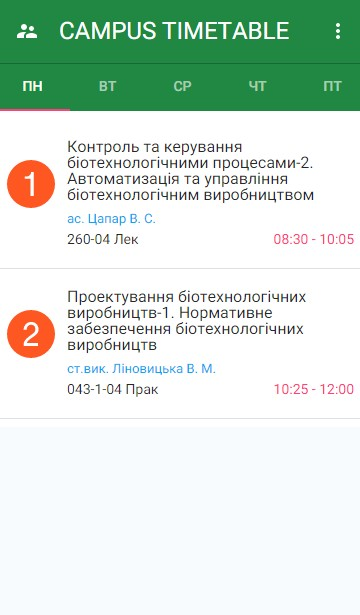 CAMPUS TIMETABLE
ПН ВТ СР ЧТ ПТ
1
Контроль та керування
біотехнологічними процесами-2.
Автоматизація та управління
біотехнологічним виробництвом
ас. Цапар В. С.
260-04 Лек 08:30 - 10:05
2
Проектування біотехнологічних
виробництв-1. Нормативне
забезпечення біотехнологічних
виробництв
ст.вик. Ліновицька В. М.
043-1-04 Прак 10:25 - 12:00